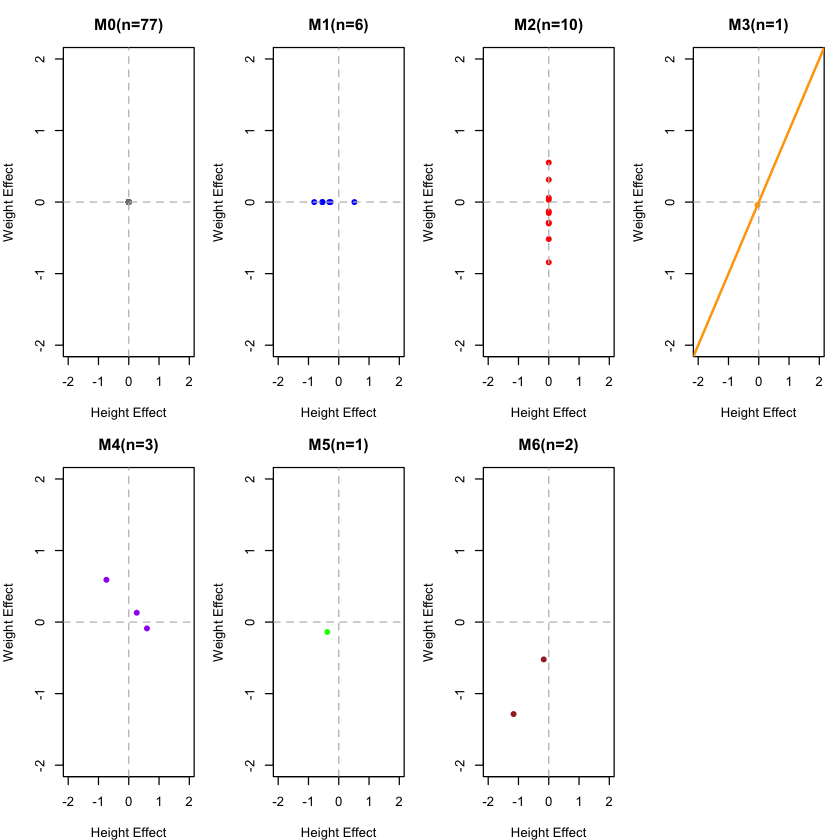 M0(n=77)
2
1
0
-1
-2
Weight Effect
-2 -1 0 1 2
Height Effect
M1(n=6)
2
1
0
-1
-2
Weight Effect
-2 -1 0 1 2
Height Effect
M2(n=10)
2
1
0
-1
-2
Weight Effect
-2 -1 0 1 2
Height Effect
M3(n=1)
2
1
0
-1
-2
Weight Effect
-2 -1 0 1 2
Height Effect
M4(n=3)
2
1
0
-1
-2
Weight Effect
-2 -1 0 1 2
Height Effect
M5(n=1)
2
1
0
-1
-2
Weight Effect
-2 -1 0 1 2
Height Effect
M6(n=2)
2
1
0
-1
-2
Weight Effect
-2 -1 0 1 2
Height Effect